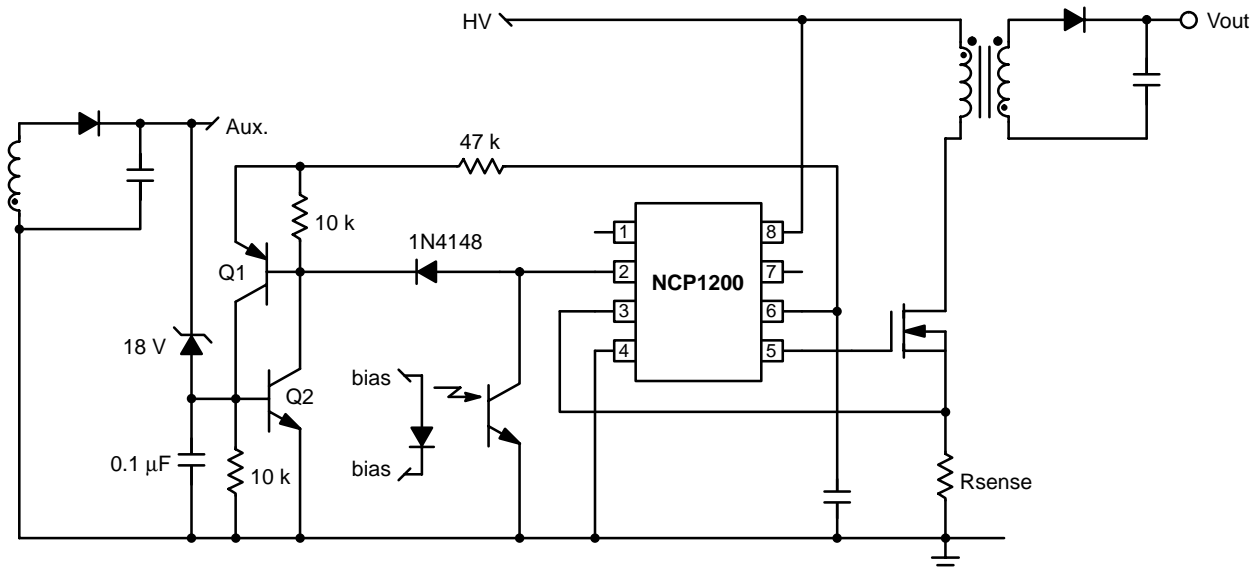 HV
Vout
Aux.
47 k
10 k
1N4148
Q1
1
8
2
7
NCP1200
3
6
18 V
4
5
Q2
bias
bias
0.1 μF
10 k
Rsense